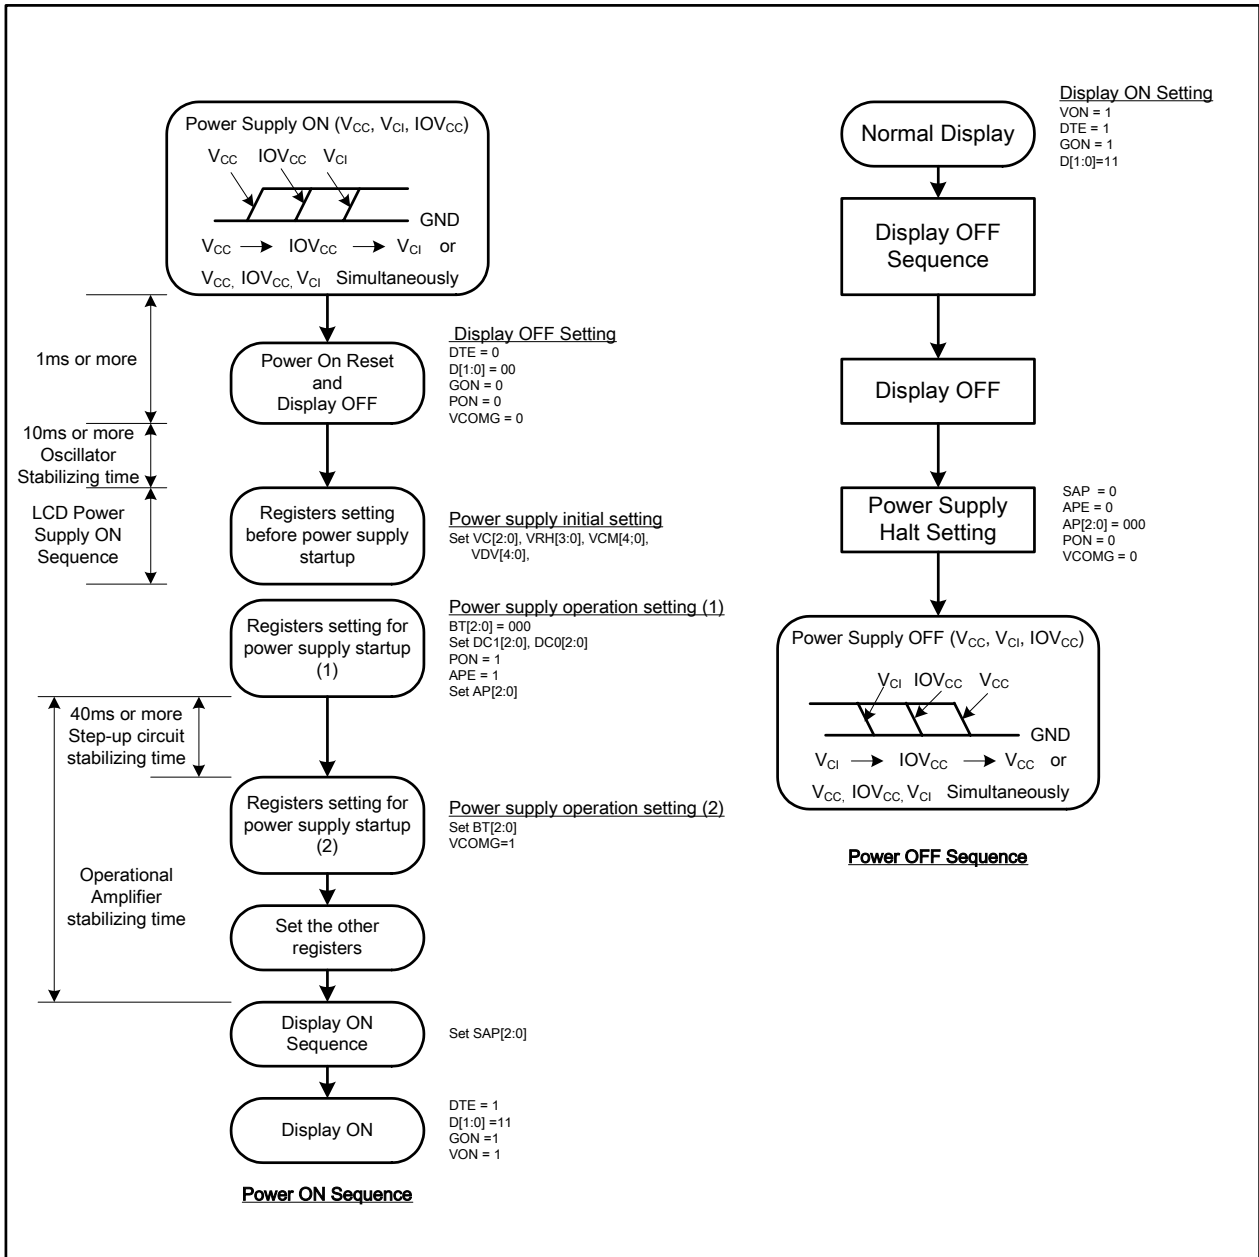 Power Supply ON (VCC, VCI, IOVCC)
VCC IOVCC VCI
GND
VCC IOVCC VCI or
VCC, IOVCC, VCI Simultaneously
1ms or more
Power On Reset
and
Display OFF
Display OFF Setting
DTE = 0
D[1:0] = 00
GON = 0
PON = 0
VCOMG = 0
10ms or more
Oscillator
Stabilizing time
LCD Power
Supply ON
Sequence
Registers setting
before power supply
startup
Power supply initial setting
Set VC[2:0], VRH[3:0], VCM[4;0],
VDV[4:0],
Registers setting for
power supply startup
(1)
Power supply operation setting (1)
BT[2:0] = 000
Set DC1[2:0], DC0[2:0]
PON = 1
APE = 1
Set AP[2:0]
40ms or more
Step-up circuit
stabilizing time
Registers setting for
power supply startup
(2)
Power supply operation setting (2)
Set BT[2:0]
VCOMG=1
Operational
Amplifier
stabilizing time
Set the other
registers
Display ON
Sequence
Set SAP[2:0]
Display ON
DTE = 1
D[1:0] =11
GON =1
VON = 1
Power ON Sequence
Normal Display
Display ON Setting
VON = 1
DTE = 1
GON = 1
D[1:0]=11
Display OFF
Sequence
Display OFF
Power Supply
Halt Setting
SAP = 0
APE = 0
AP[2:0] = 000
PON = 0
VCOMG = 0
Power Supply OFF (VCC, VCI, IOVCC)
VCI IOVCC VCC
GND
VCI IOVCC VCC or
VCC, IOVCC, VCI Simultaneously
Power OFF Sequence